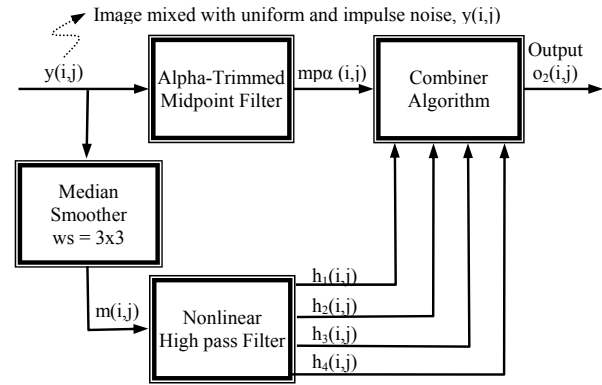 Image mixed with uniform and impulse noise, y(i,j)
y(i,j)
Alpha-Trimmed
Midpoint Filter
mpα (i,j)
Combiner
Algorithm
Output
o₂(i,j)
Median
Smoother
ws = 3x3
m(i,j)
Nonlinear
High pass Filter
h₁(i,j)
h₂(i,j)
h₃(i,j)
h₄(i,j)